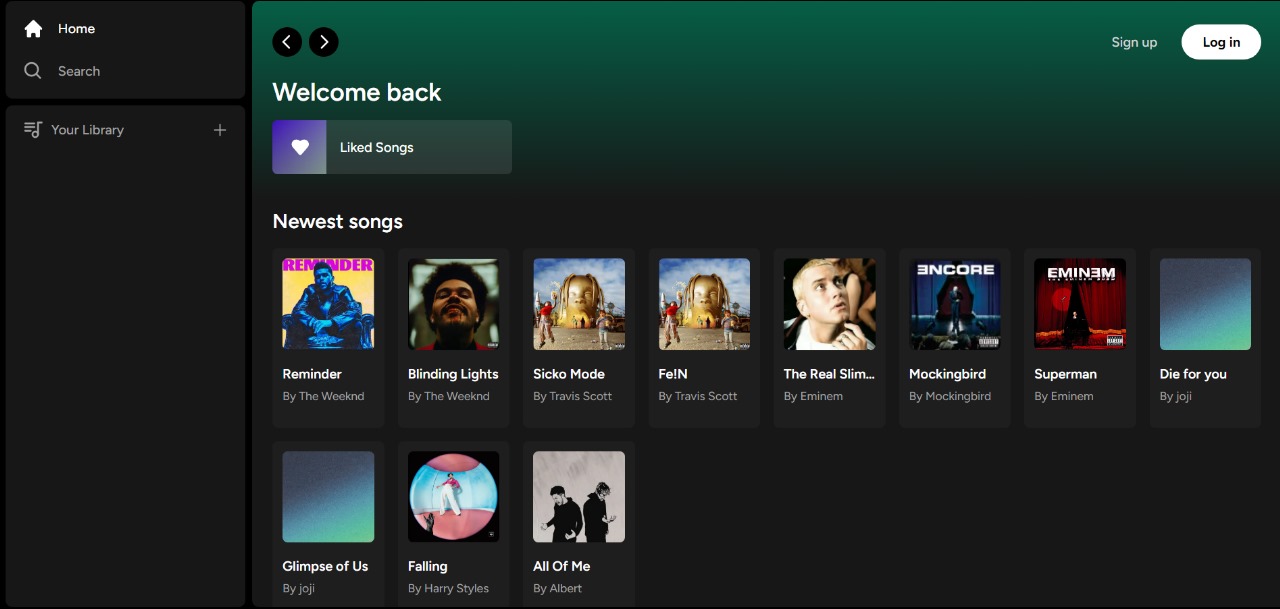 Home
Search
Your Library
Sign up
Log in
Welcome back
Liked Songs
Newest songs
REMINDER
Reminder
By The Weeknd
Blinding Lights
By The Weeknd
Sicko Mode
By Travis Scott
Fe!N
By Travis Scott
The Real Slim...
By Eminem
ENCORE
Mockingbird
By Mockingbird
EMINEM
THE EMINEM SHOW
Superman
By Eminem
Die for you
By joji
Glimpse of Us
By joji
Falling
By Harry Styles
All Of Me
By Albert